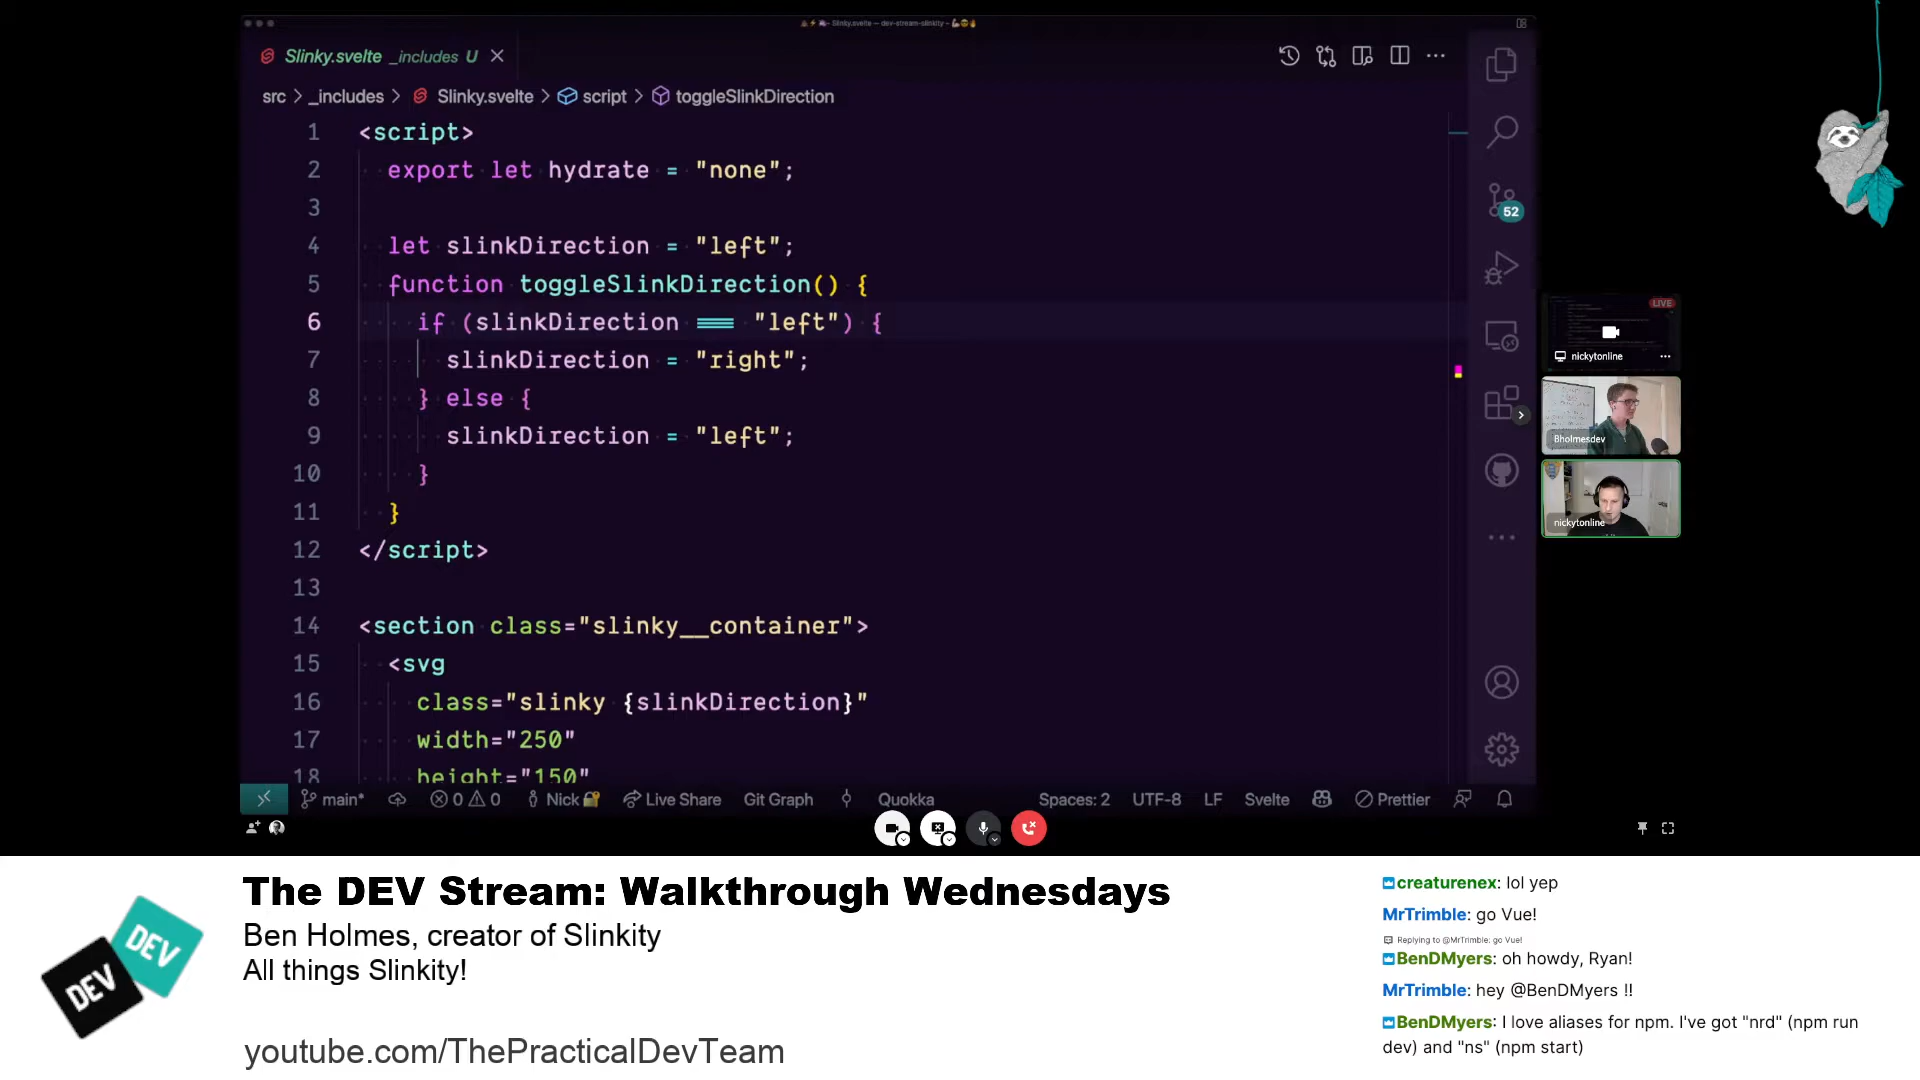 Slinky.svelte — dev-stream-slinkity —
Slinky.svelte _includes U
src > _includes > Slinky.svelte > script > toggleSlinkDirection
1 <script>
2 export let hydrate = "none";
3
4 let slinkDirection = "left";
5 function toggleSlinkDirection() {
6 if (slinkDirection === "left") {
7 slinkDirection = "right";
8 } else {
9 slinkDirection = "left";
10 }
11 }
12 </script>
13
14 <section class="slinky__container">
15 <svg
16 class="slinky {slinkDirection}"
17 width="250"
18 height="150"
52
main* 0 0 Nick Live Share Git Graph Quokka Spaces: 2 UTF-8 LF Svelte Prettier
LIVE
nickytonline
Bholmesdev
nickytonline
DEV
DEV
The DEV Stream: Walkthrough Wednesdays
Ben Holmes, creator of Slinkity
All things Slinkity!
youtube.com/ThePracticalDevTeam
creaturenex: lol yep
MrTrimble: go Vue!
Replying to @MrTrimble: go Vue!
BenDMyers: oh howdy, Ryan!
MrTrimble: hey @BenDMyers !!
BenDMyers: I love aliases for npm. I've got "nrd" (npm run
dev) and "ns" (npm start)